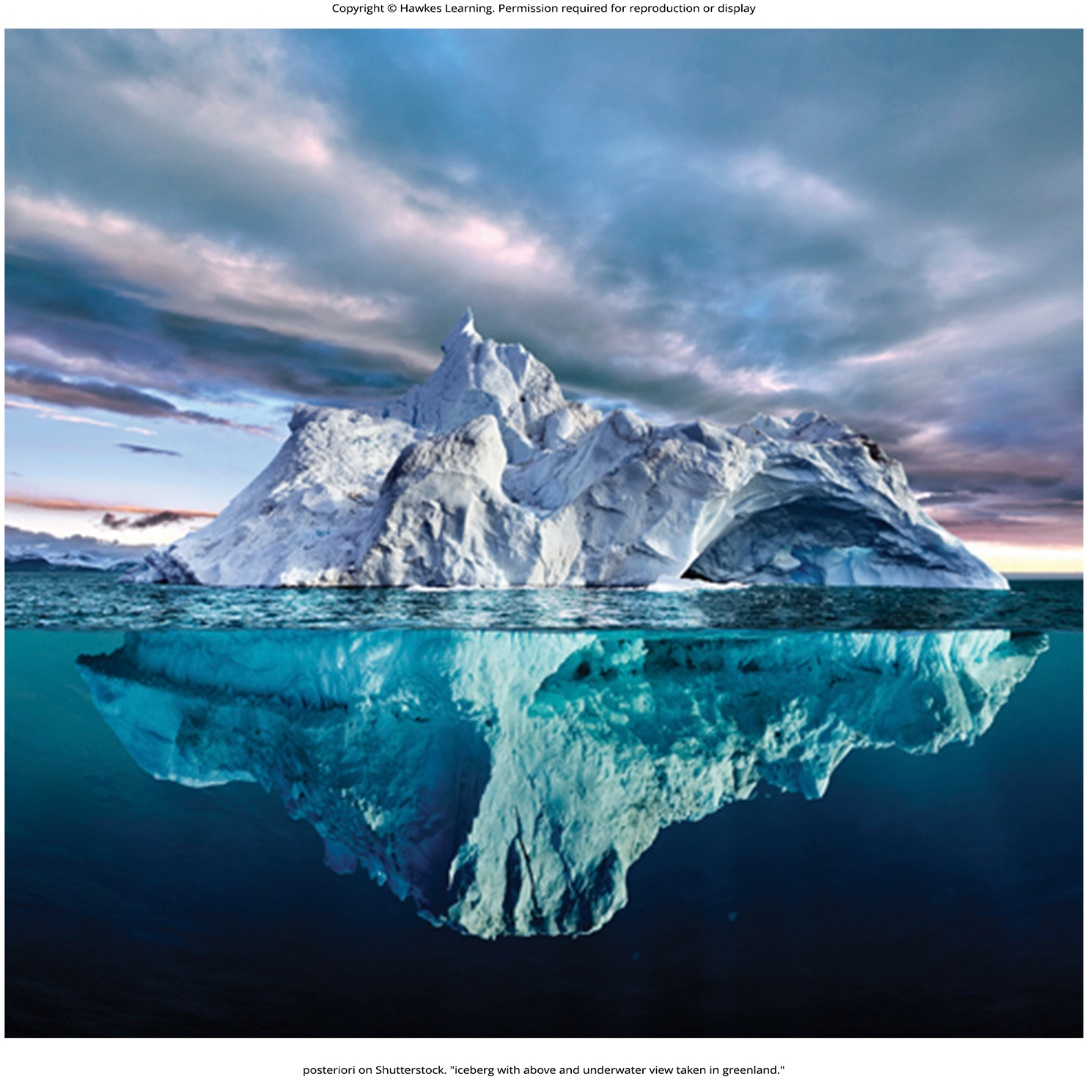 Copyright © Hawkes Learning. Permission required for reproduction or display
posteriori on Shutterstock. "iceberg with above and underwater view taken in greenland."